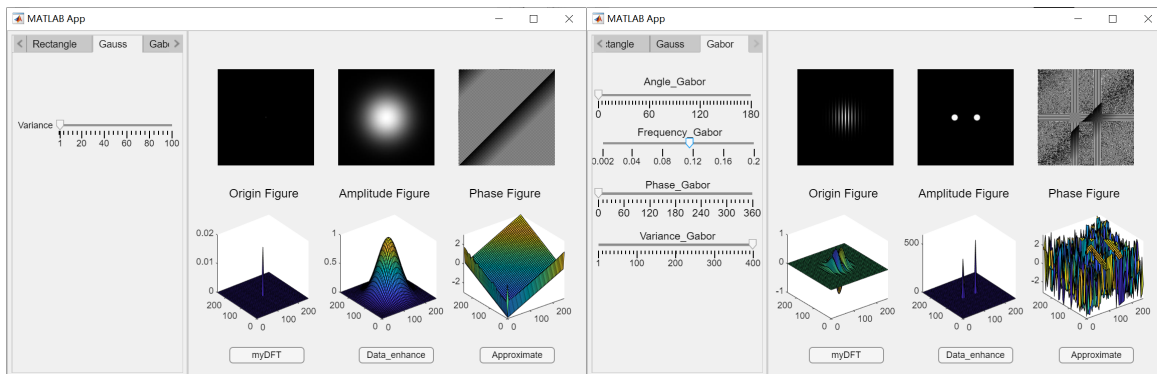 MATLAB App
Rectangle Gauss Gab
Variance
1 20 40 60 80 100
Origin Figure Amplitude Figure Phase Figure
0.02 0.01 0 200 100 0 0 100 200
1 0.5 0 200 100 0 0 100 200
2 0 -2 200 100 0 0 100 200
myDFT Data_enhance Approximate
MATLAB App
tangle Gauss Gabor
Angle_Gabor
0 60 120 180
Frequency_Gabor
0.002 0.04 0.08 0.12 0.16 0.2
Phase_Gabor
0 60 120 180 240 300 360
Variance_Gabor
1 100 200 300 400
Origin Figure Amplitude Figure Phase Figure
1 0 -1 200 100 0 0 100 200
500 0 200 100 0 0 100 200
2 0 -2 200 100 0 0 100 200
myDFT Data_enhance Approximate